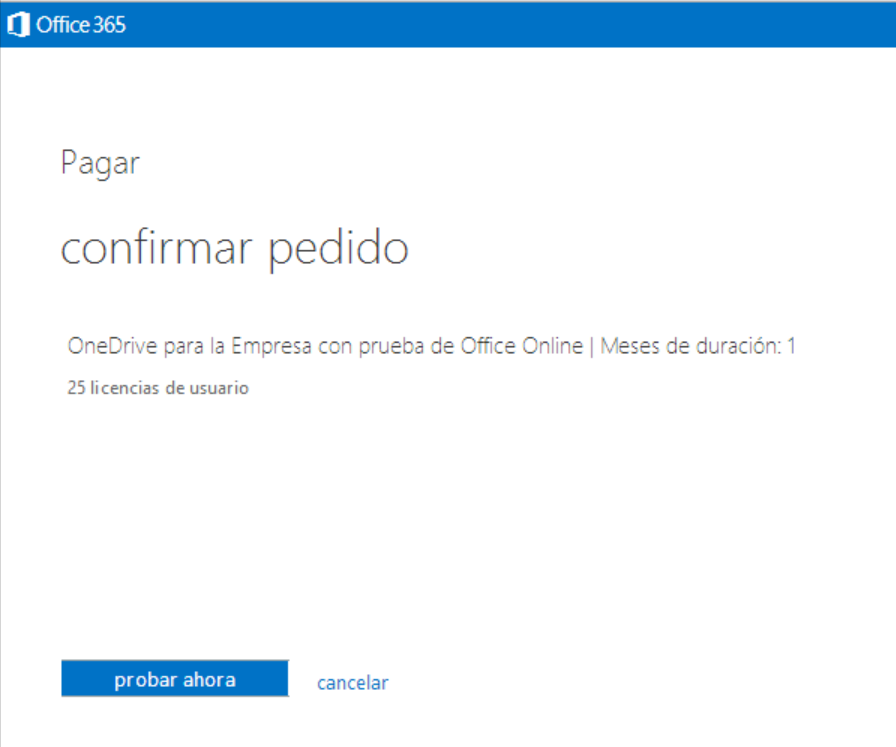 Office 365
Pagar
confirmar pedido
OneDrive para la Empresa con prueba de Office Online | Meses de duración: 1
25 licencias de usuario
probar ahora
cancelar